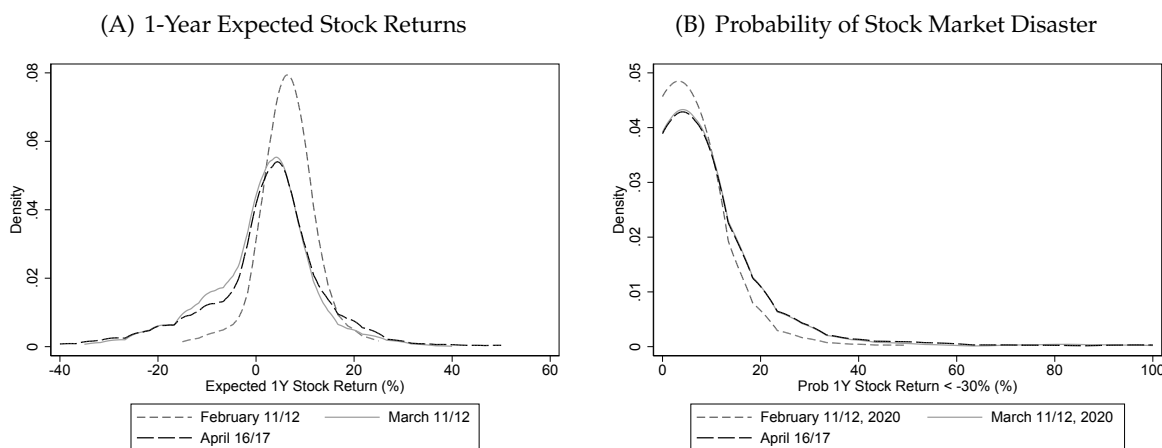 (A) 1-Year Expected Stock Returns
Density
.08
.06
.04
.02
0
-40 -20 0 20 40 60
Expected 1Y Stock Return (%)
February 11/12 March 11/12
April 16/17
(B) Probability of Stock Market Disaster
Density
.05
.04
.03
.02
.01
0
0 20 40 60 80 100
Prob 1Y Stock Return < -30% (%)
February 11/12, 2020 March 11/12, 2020
April 16/17